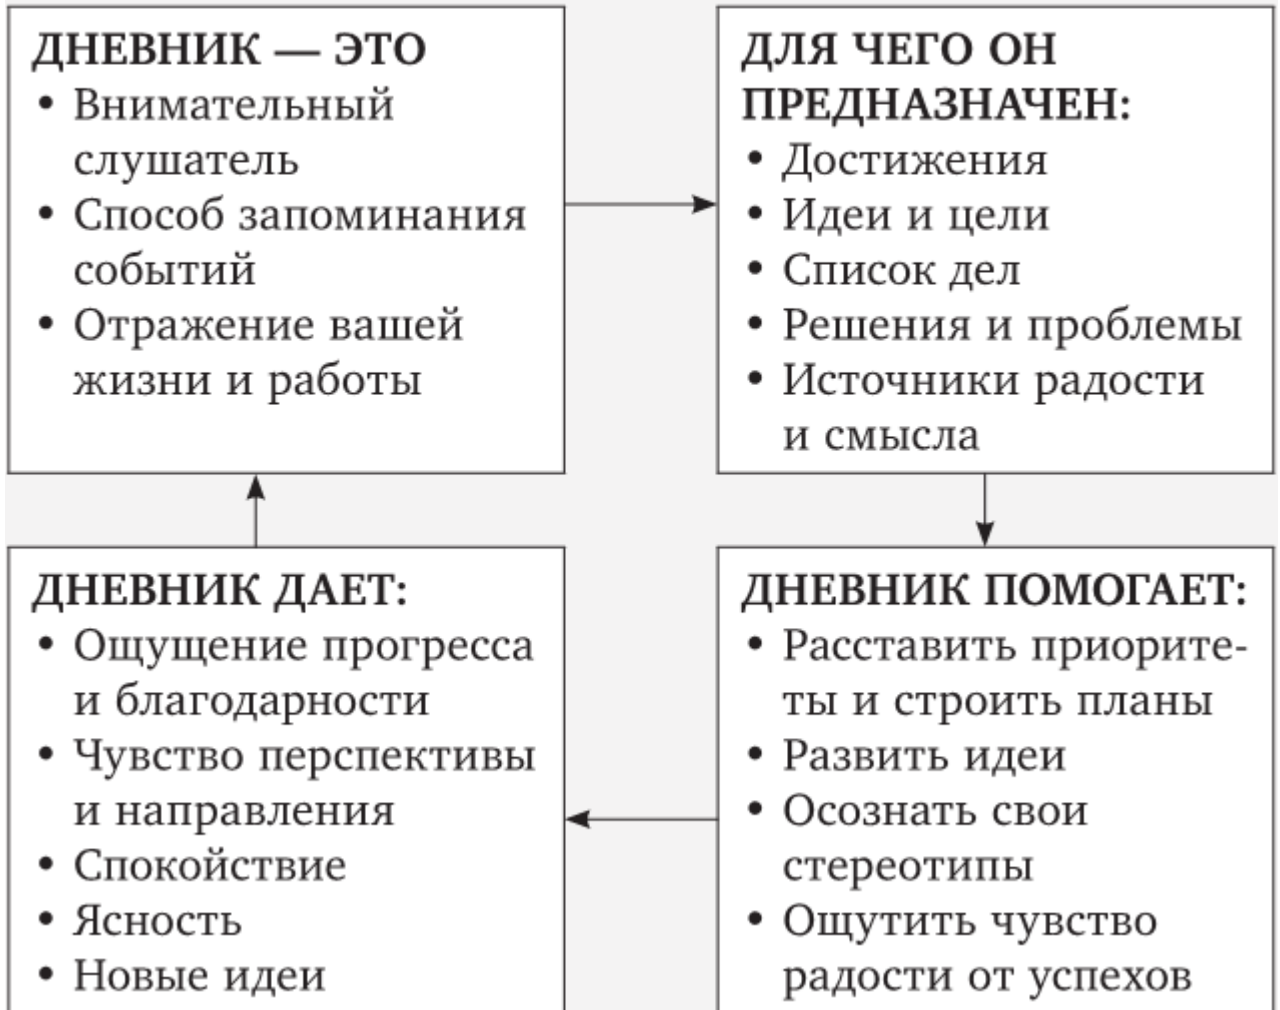 ДНЕВНИК — ЭТО
• Внимательный
слушатель
• Способ запоминания
событий
• Отражение вашей
жизни и работы
ДЛЯ ЧЕГО ОН
ПРЕДНАЗНАЧЕН:
• Достижения
• Идеи и цели
• Список дел
• Решения и проблемы
• Источники радости
и смысла
ДНЕВНИК ПОМОГАЕТ:
• Расставить приорите-
ты и строить планы
• Развить идеи
• Осознать свои
стереотипы
• Ощутить чувство
радости от успехов
ДНЕВНИК ДАЕТ:
• Ощущение прогресса
и благодарности
• Чувство перспективы
и направления
• Спокойствие
• Ясность
• Новые идеи